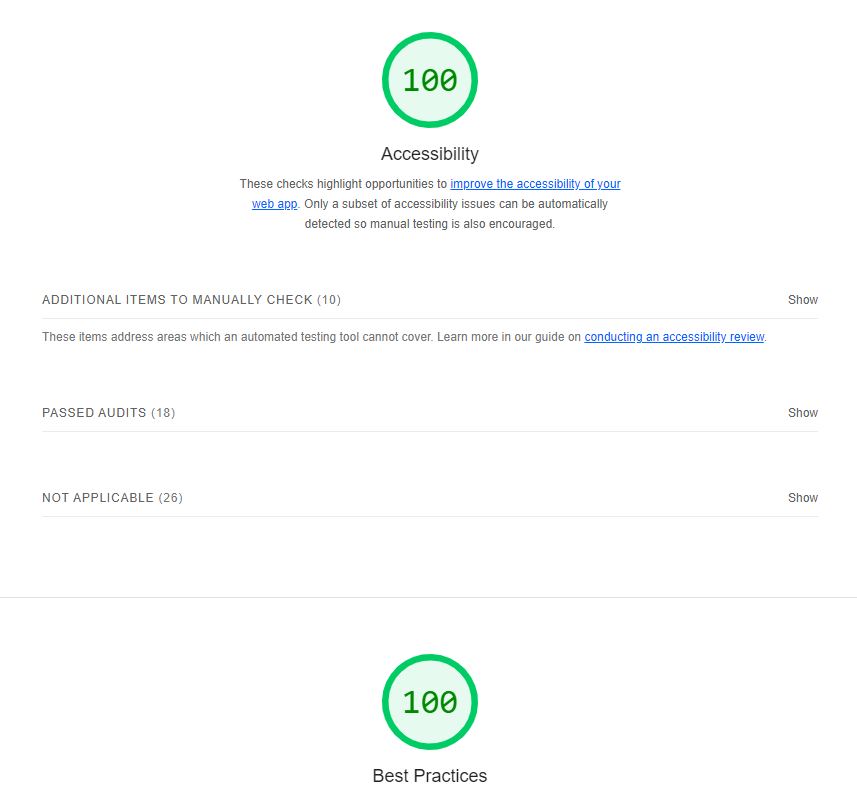 100
Accessibility
These checks highlight opportunities to improve the accessibility of your
web app. Only a subset of accessibility issues can be automatically
detected so manual testing is also encouraged.
ADDITIONAL ITEMS TO MANUALLY CHECK (10) Show
These items address areas which an automated testing tool cannot cover. Learn more in our guide on conducting an accessibility review.
PASSED AUDITS (18) Show
NOT APPLICABLE (26) Show
100
Best Practices